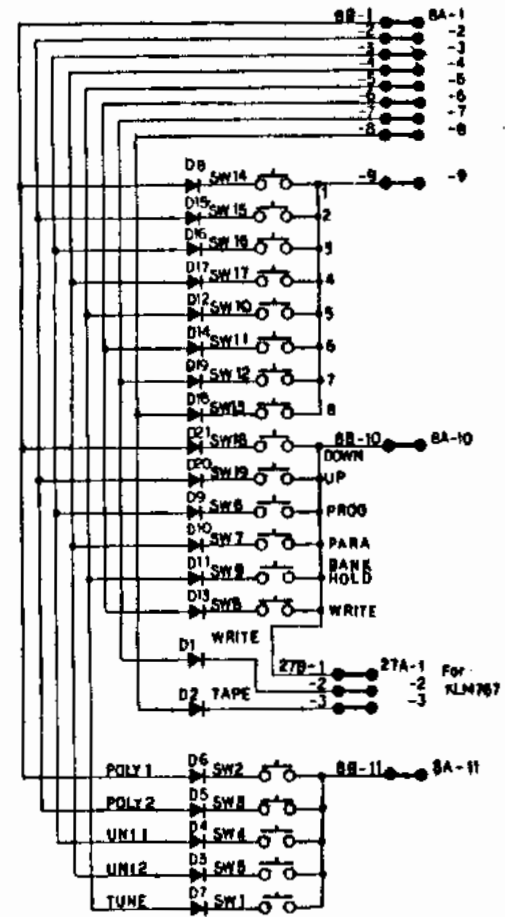 8B-1 8A-1
-2 -2
-3 -3
-4 -4
-5 -5
-6 -6
-7 -7
-8 -8
D8 SW14 1 -9 -9
D15 SW15 2
D16 SW16 3
D17 SW17 4
D12 SW10 5
D14 SW11 6
D19 SW12 7
D18 SW13 8
D21 SW18 DOWN 8B-10 8A-10
D20 SW19 UP
D9 SW6 PROG
D10 SW7 PARA
D11 SW9 BANK HOLD
D13 SW8 WRITE
D1 WRITE 27B-1 27A-1 For
-2 -2 KLM767
D2 TAPE -3 -3
POLY 1 D6 SW2 8B-11 8A-11
POLY 2 D5 SW3
UNI 1 D4 SW4
UNI 2 D3 SW5
TUNE D7 SW1